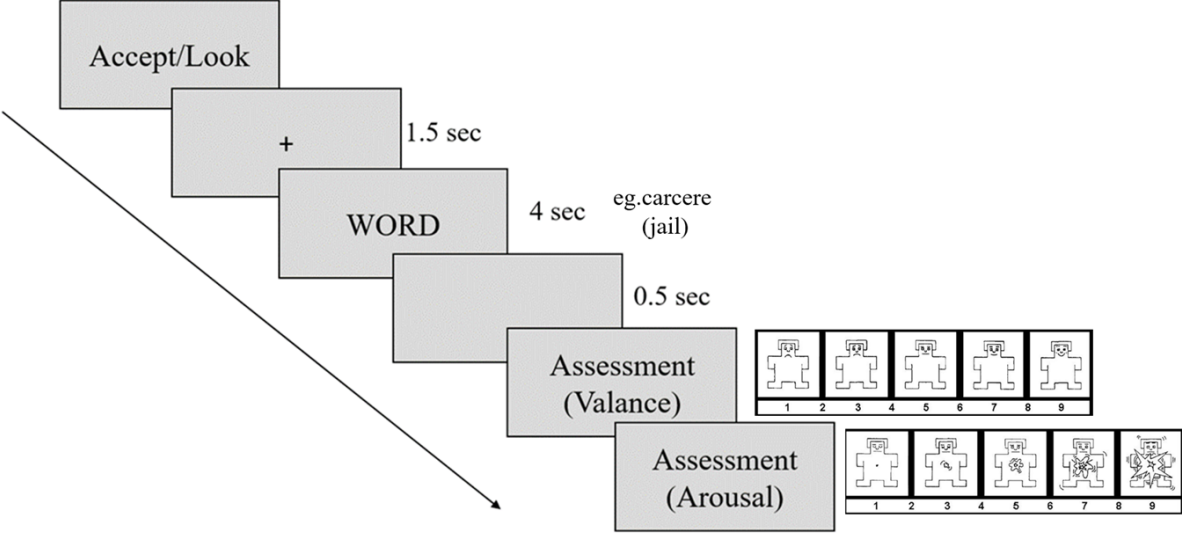 Accept/Look
+
1.5 sec
WORD
4 sec
eg.carcere
(jail)
0.5 sec
Assessment
(Valance)
1 2 3 4 5 6 7 8 9
Assessment
(Arousal)
1 2 3 4 5 6 7 8 9